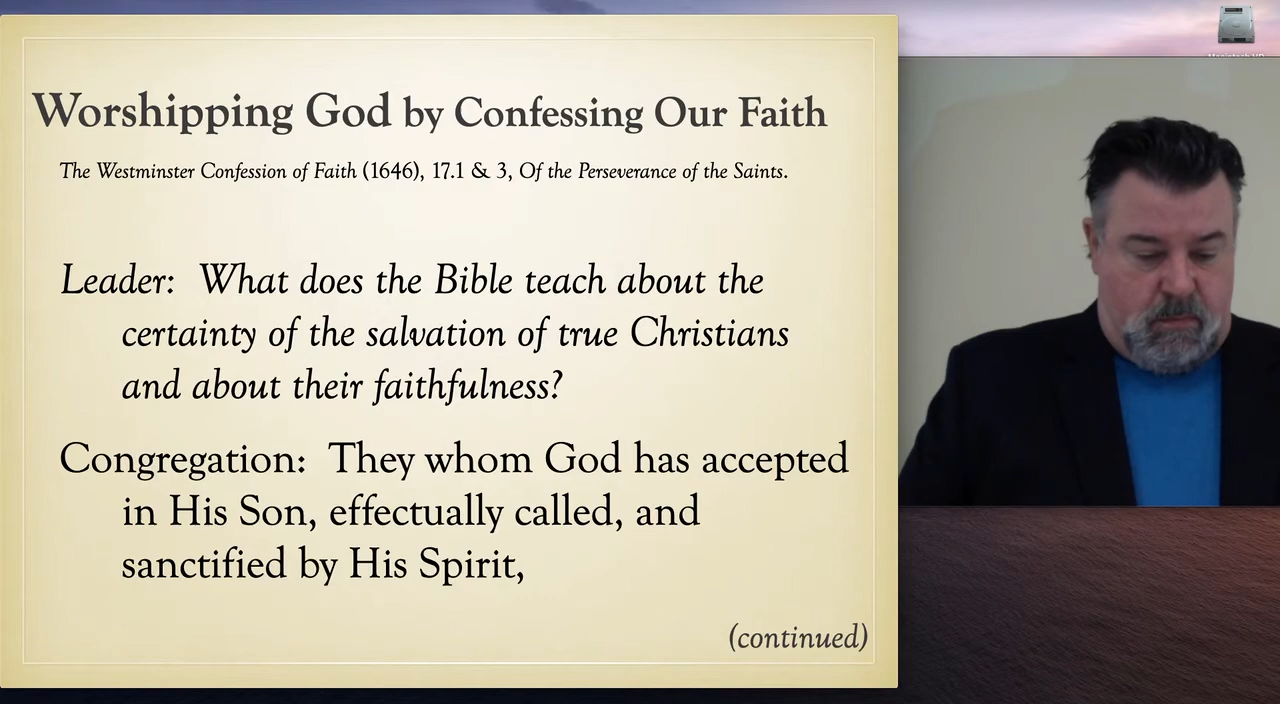 Worshipping God by Confessing Our Faith
The Westminster Confession of Faith (1646), 17.1 & 3, Of the Perseverance of the Saints.
Leader: What does the Bible teach about the
certainty of the salvation of true Christians
and about their faithfulness?
Congregation: They whom God has accepted
in His Son, effectually called, and
sanctified by His Spirit,
(continued)